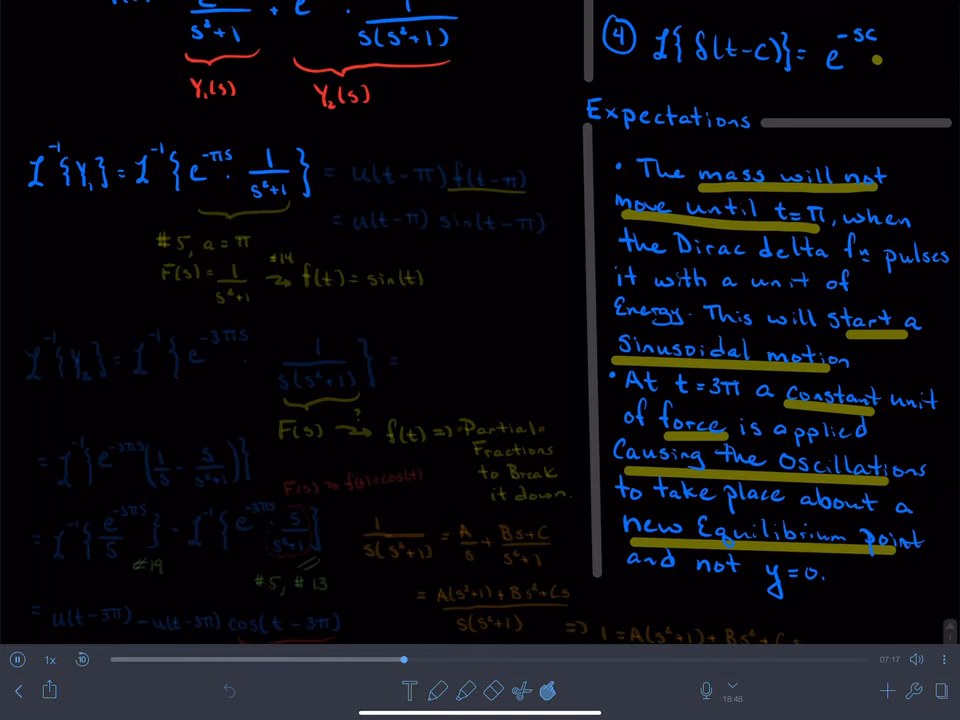 s²+1
s(s²+1)
Y₁(s)
Y₂(s)
ℒ⁻¹{Y₁} = ℒ⁻¹{ e^(-πs) · 1/(s²+1) } = u(t-π) f(t-π)
= u(t-π) sin(t-π)
#5, a = π
F(s) = 1/(s²+1) #14 → f(t) = sin(t)
ℒ⁻¹{Y₂} = ℒ⁻¹{ e^(-3πs) · 1/(s(s²+1)) } =
F(s) ?→ f(t) => Partial
Fractions
to Break
it down.
= ℒ⁻¹{ e^(-3πs) (1/s - s/(s²+1)) }
F(s) → f(t) = cos(t)
= ℒ⁻¹{ e^(-3πs)/s } - ℒ⁻¹{ e^(-3πs) · s/(s²+1) }
#19
#5, #13
= u(t-3π) - u(t-3π) cos(t-3π)
1/(s(s²+1)) = A/s + (Bs+C)/(s²+1)
= (A(s²+1) + Bs² + Cs)/(s(s²+1))
=> 1 = A(s²+1) + Bs² + Cs
④ ℒ{ δ(t-c) } = e^(-sc)
Expectations
• The mass will not
move until t = π, when
the Dirac delta fn pulses
it with a unit of
Energy. This will start a
sinusoidal motion
• At t = 3π a constant unit
of force is applied
Causing the Oscillations
to take place about a
new Equilibrium point
and not y=0.
1x
10
07:17
T
18:48